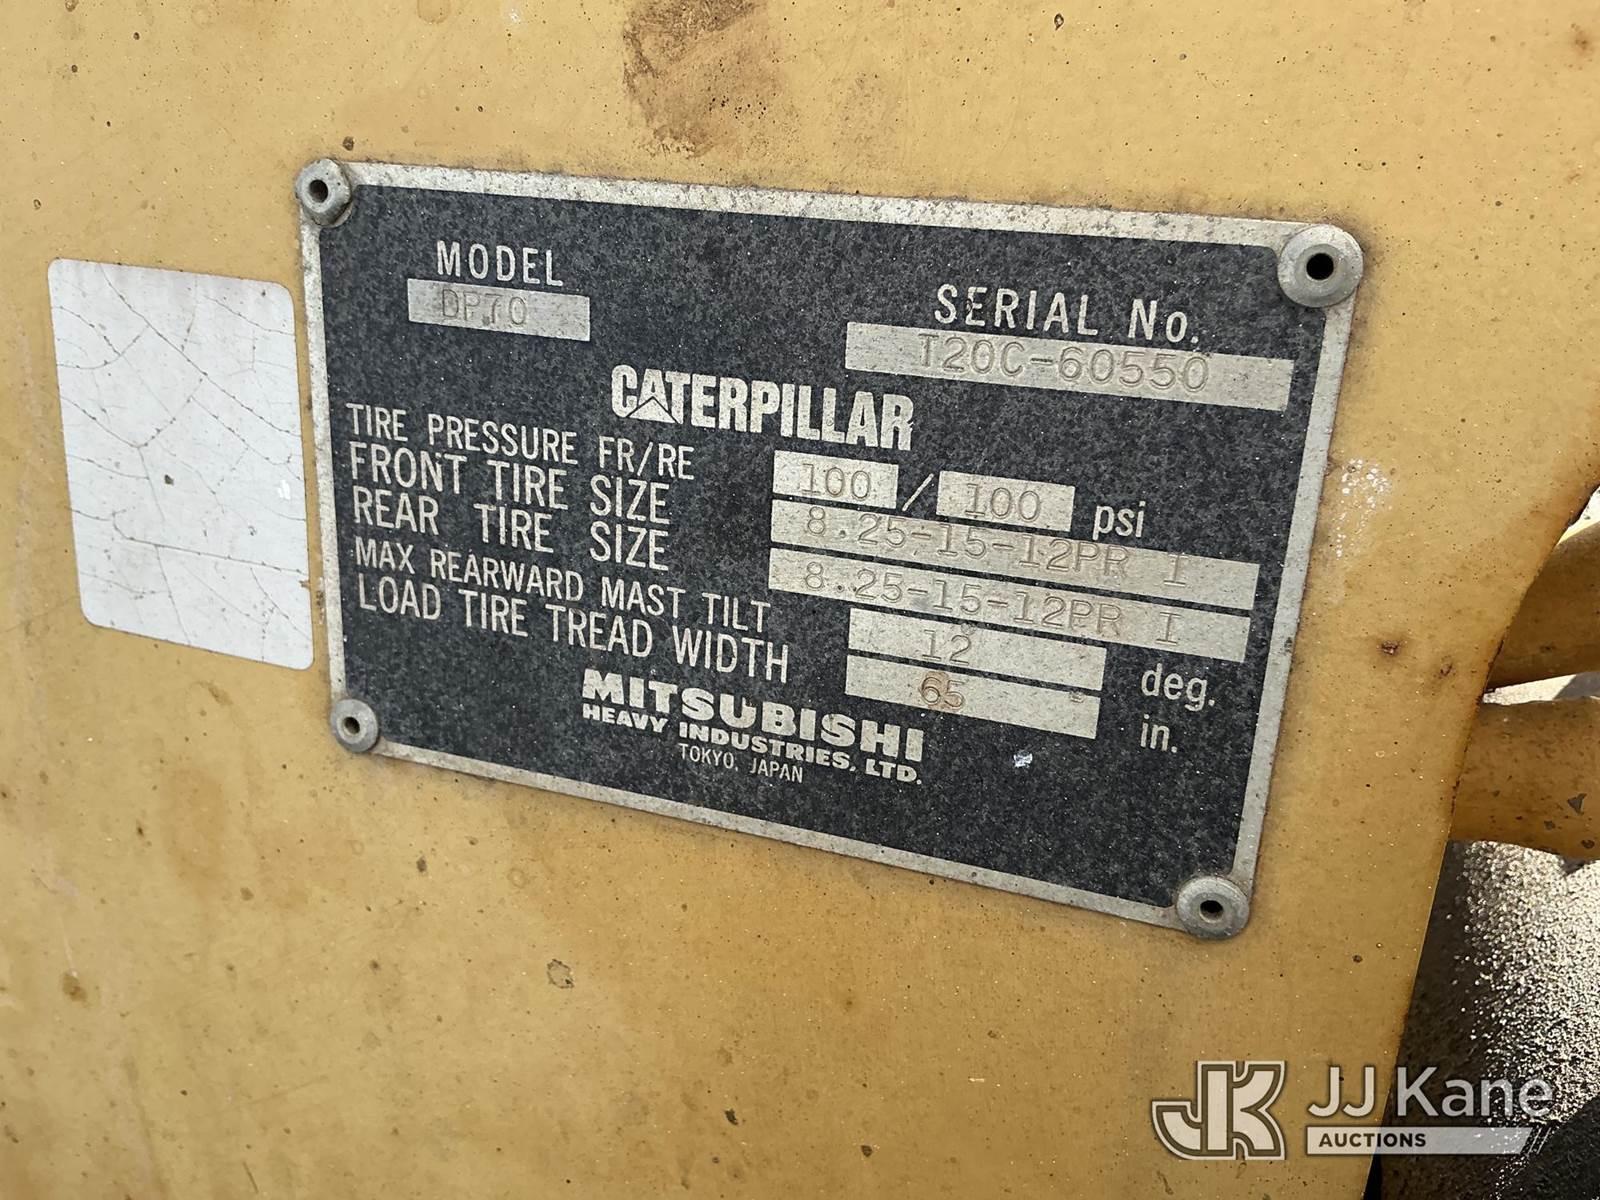 MODEL
DP70
SERIAL No.
T20C-60550
CATERPILLAR
TIRE PRESSURE FR/RE 100 / 100 psi
FRONT TIRE SIZE 8.25-15-12PR I
REAR TIRE SIZE 8.25-15-12PR I
MAX REARWARD MAST TILT 12 deg.
LOAD TIRE TREAD WIDTH 65 in.
MITSUBISHI
HEAVY INDUSTRIES, LTD.
TOKYO, JAPAN
JK JJ Kane
AUCTIONS